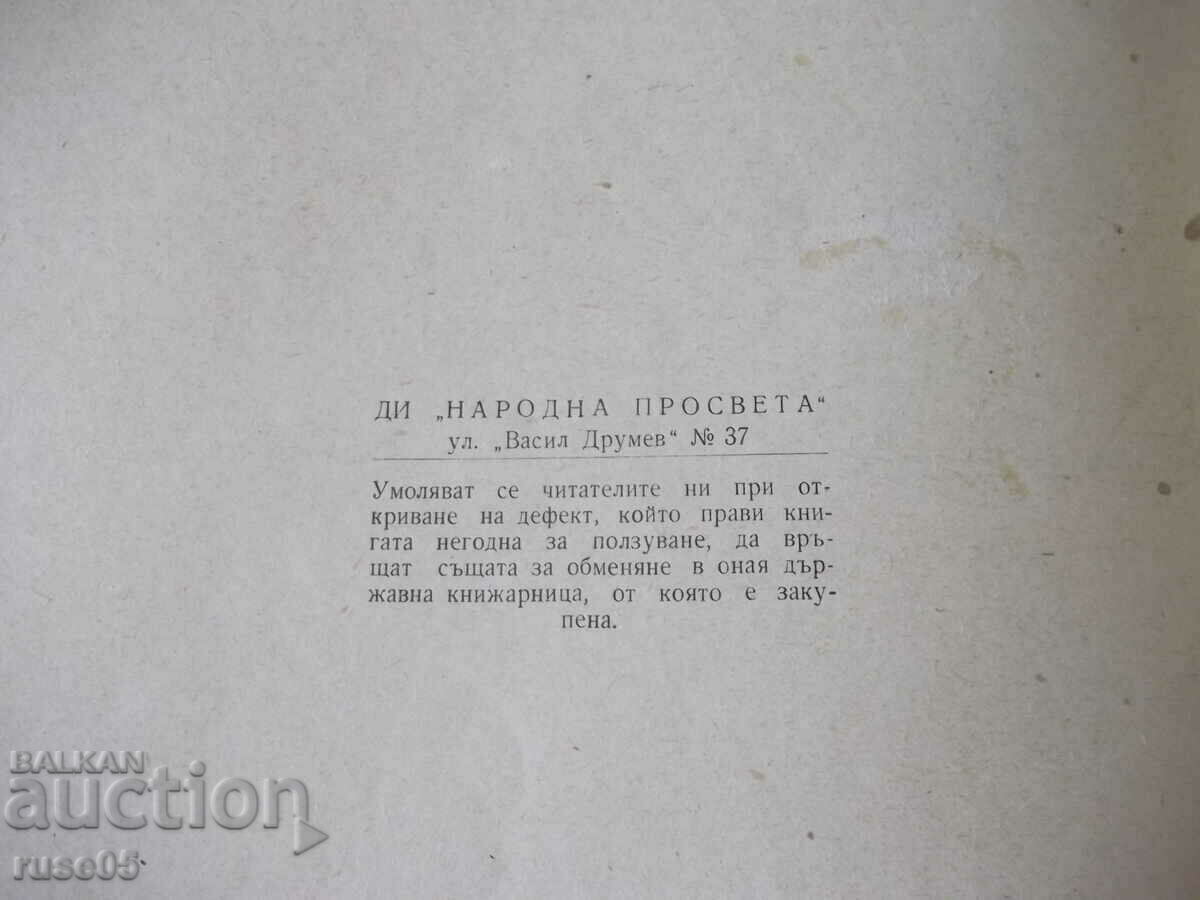 ДИ „НАРОДНА ПРОСВЕТА“
ул. „Васил Друмев“ № 37
Умоляват се читателите ни при от-
криване на дефект, който прави кни-
гата негодна за ползуване, да връ-
щат същата за обменяне в оная дър-
жавна книжарница, от която е заку-
пена.
BALKAN
auction
ruse05